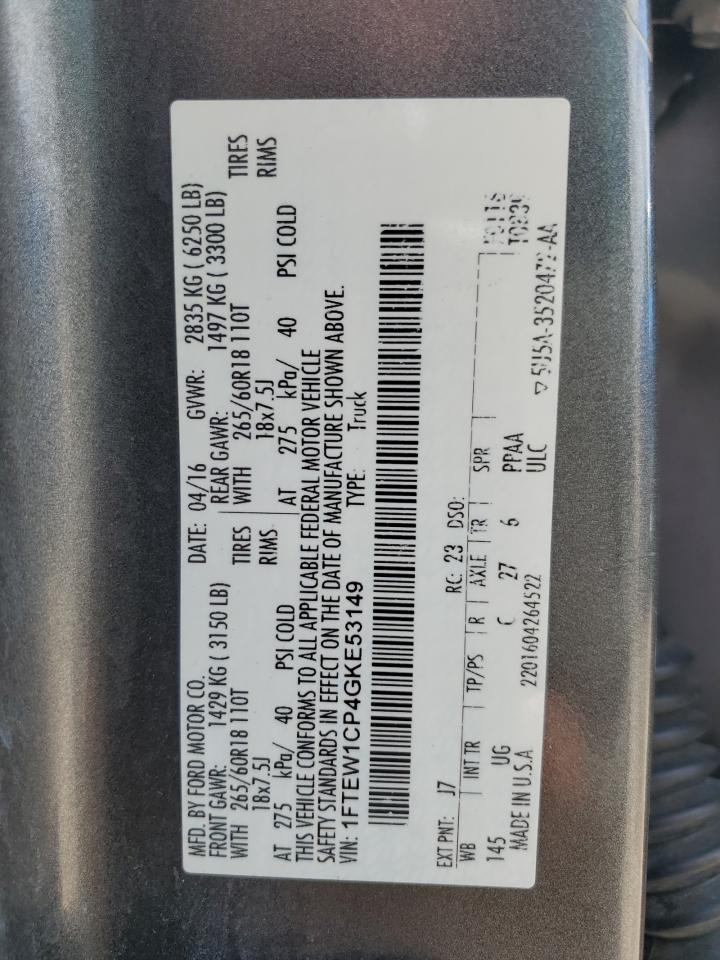 MFD. BY FORD MOTOR CO. DATE: 04/16 GVWR: 2835 KG ( 6250 LB)
FRONT GAWR: 1429 KG ( 3150 LB) REAR GAWR: 1497 KG ( 3300 LB)
WITH 265/60R18 110T TIRES WITH 265/60R18 110T TIRES
18x7.5J RIMS 18x7.5J RIMS
AT 275 kPa/ 40 PSI COLD AT 275 kPa/ 40 PSI COLD
THIS VEHICLE CONFORMS TO ALL APPLICABLE FEDERAL MOTOR VEHICLE
SAFETY STANDARDS IN EFFECT ON THE DATE OF MANUFACTURE SHOWN ABOVE.
VIN: 1FTEW1CP4GKE53149 TYPE: Truck
EXT PNT: J7 RC: 23 DSO:
WB INT TR TP/PS R AXLE TR SPR
145 UG C 27 6 PPAA
MADE IN U.S.A 2201604264522 ULC
▽ 5U5A-3520472-AA